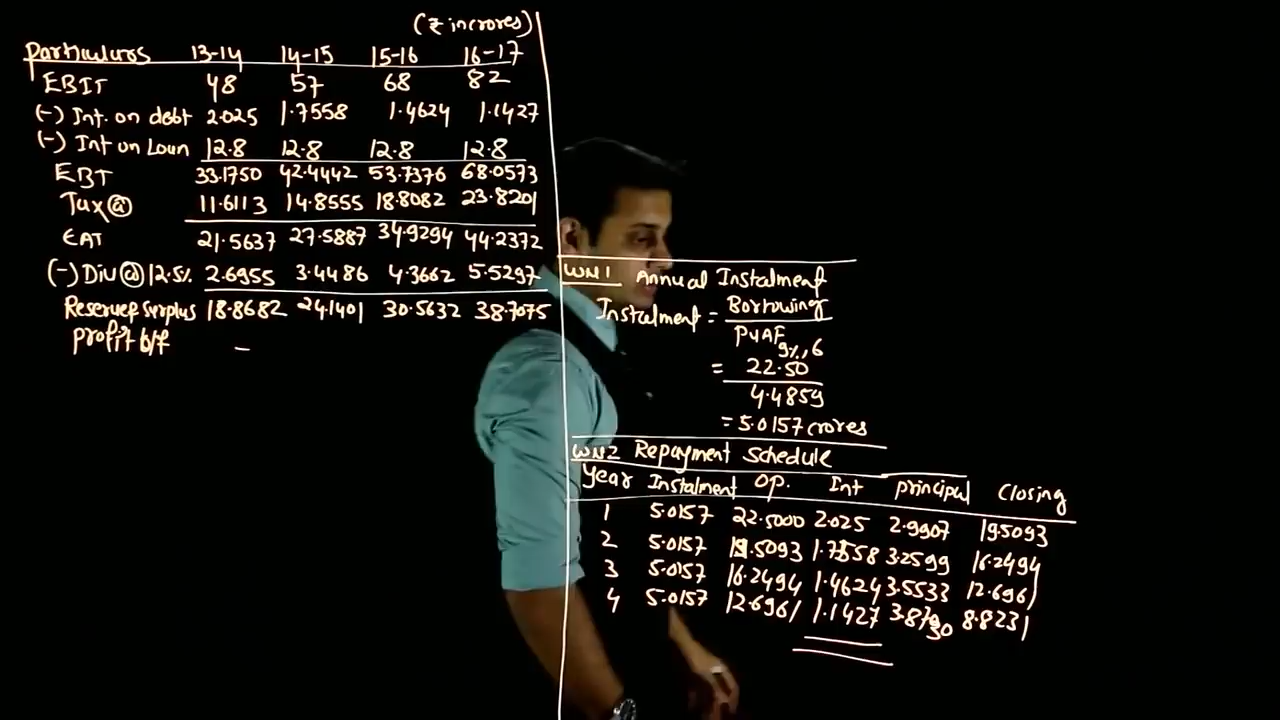 (₹ in crores)
Particulars 13-14 14-15 15-16 16-17
EBIT 48 57 68 82
(-) Int. on debt 2.025 1.7558 1.4624 1.1427
(-) Int on Loan 12.8 12.8 12.8 12.8
EBT 33.1750 42.4442 53.7376 68.0573
Tax @ 11.6113 14.8555 18.8082 23.8201
EAT 21.5637 27.5887 34.9294 44.2372
(-) Div @ 12.5% 2.6955 3.4486 4.3662 5.5297
Reserve & Surplus 18.8682 24.1401 30.5632 38.7075
profit b/f -
WN1 Annual Instalment
Instalment = Borrowing
PVAF 9%, 6
= 22.50
4.4859
= 5.0157 crores
WN2 Repayment Schedule
Year Instalment Op. Int principal Closing
1 5.0157 22.5000 2.025 2.9907 19.5093
2 5.0157 19.5093 1.7558 3.2599 16.2494
3 5.0157 16.2494 1.4624 3.5533 12.6961
4 5.0157 12.6961 1.1427 3.8730 8.8231